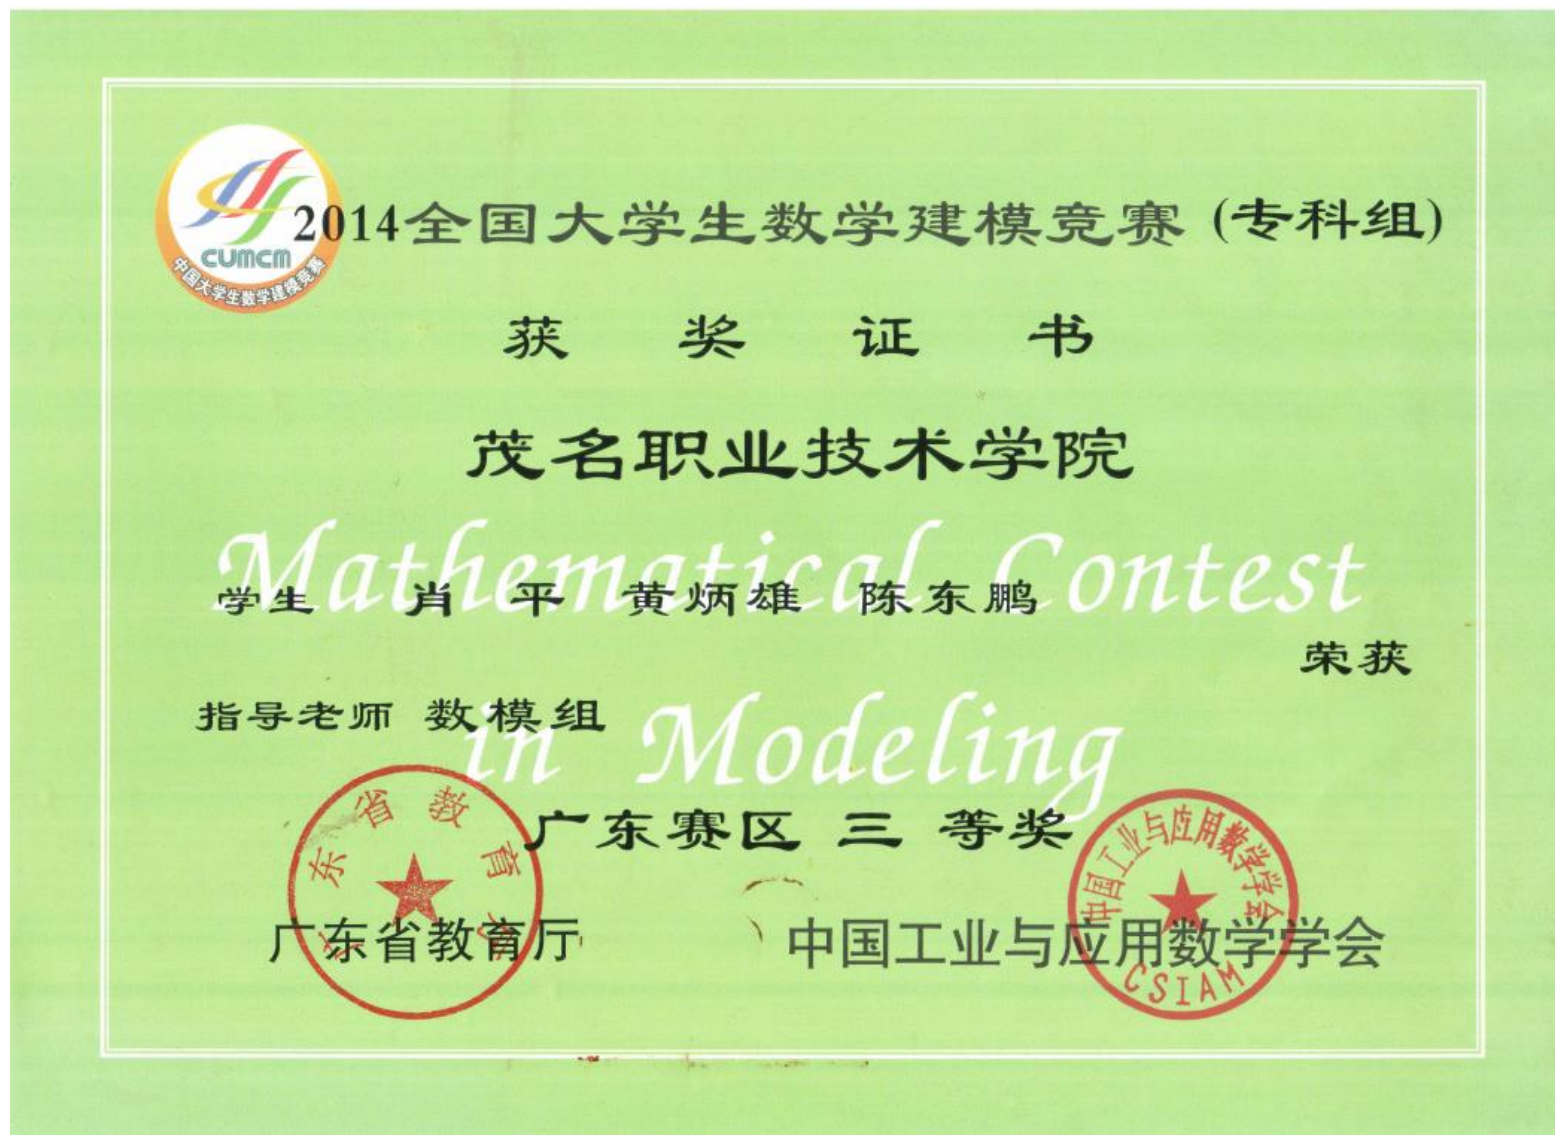 CUMCM
中国大学生数学建模竞赛
2014全国大学生数学建模竞赛 (专科组)
获 奖 证 书
茂名职业技术学院
Mathematical Contest
学生 肖 平 黄炳雄 陈东鹏
荣获
指导老师 数模组
in Modeling
广东赛区 三 等奖
广东省教育厅
广东省教育厅
中国工业与应用数学学会
中国工业与应用数学学会
CSIAM